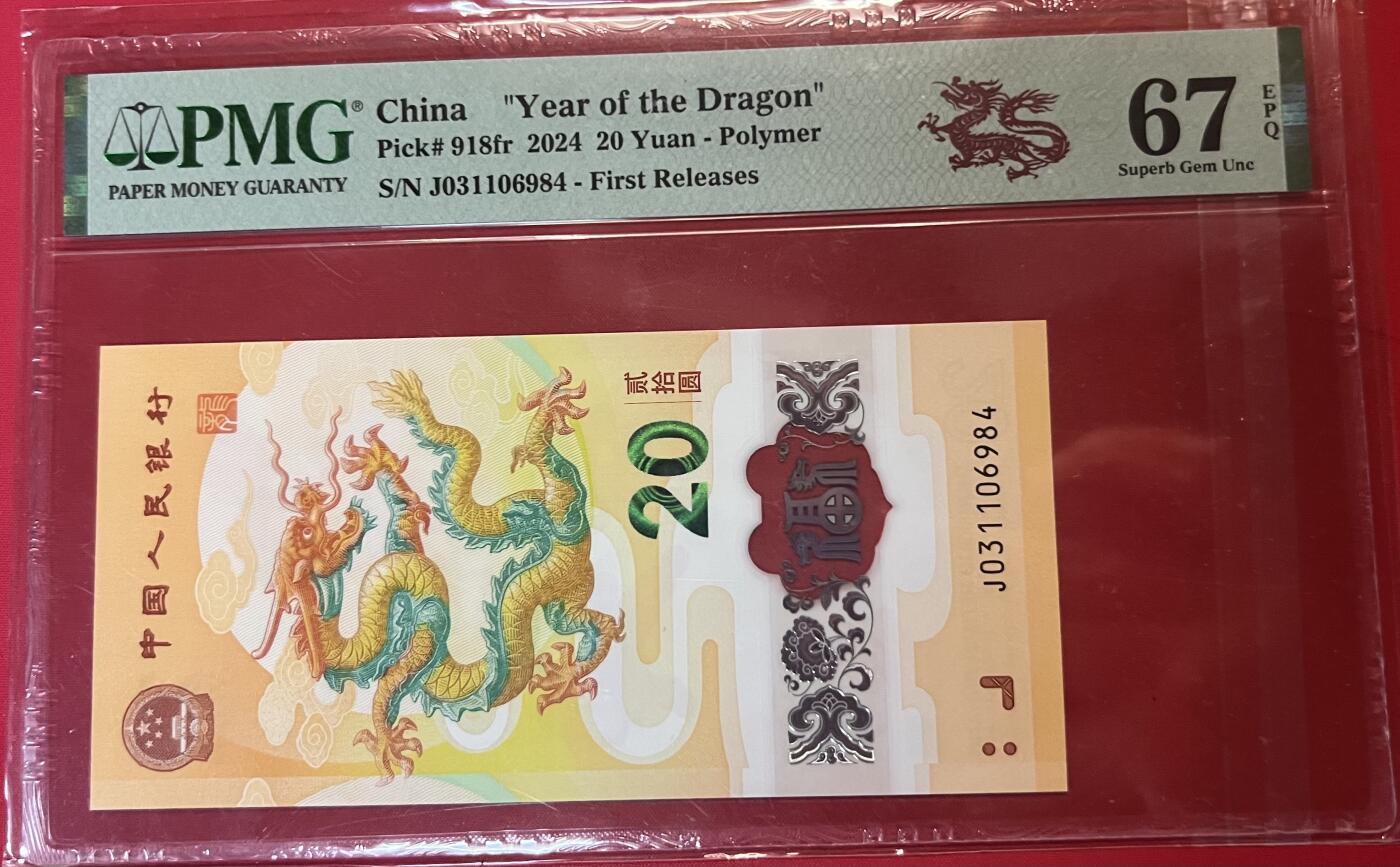 PMG®
PAPER MONEY GUARANTY
China "Year of the Dragon"
Pick# 918fr 2024 20 Yuan - Polymer
S/N J031106984 - First Releases
67
EPQ
Superb Gem Unc
中国人民银行
贰拾圆
20
J031106984